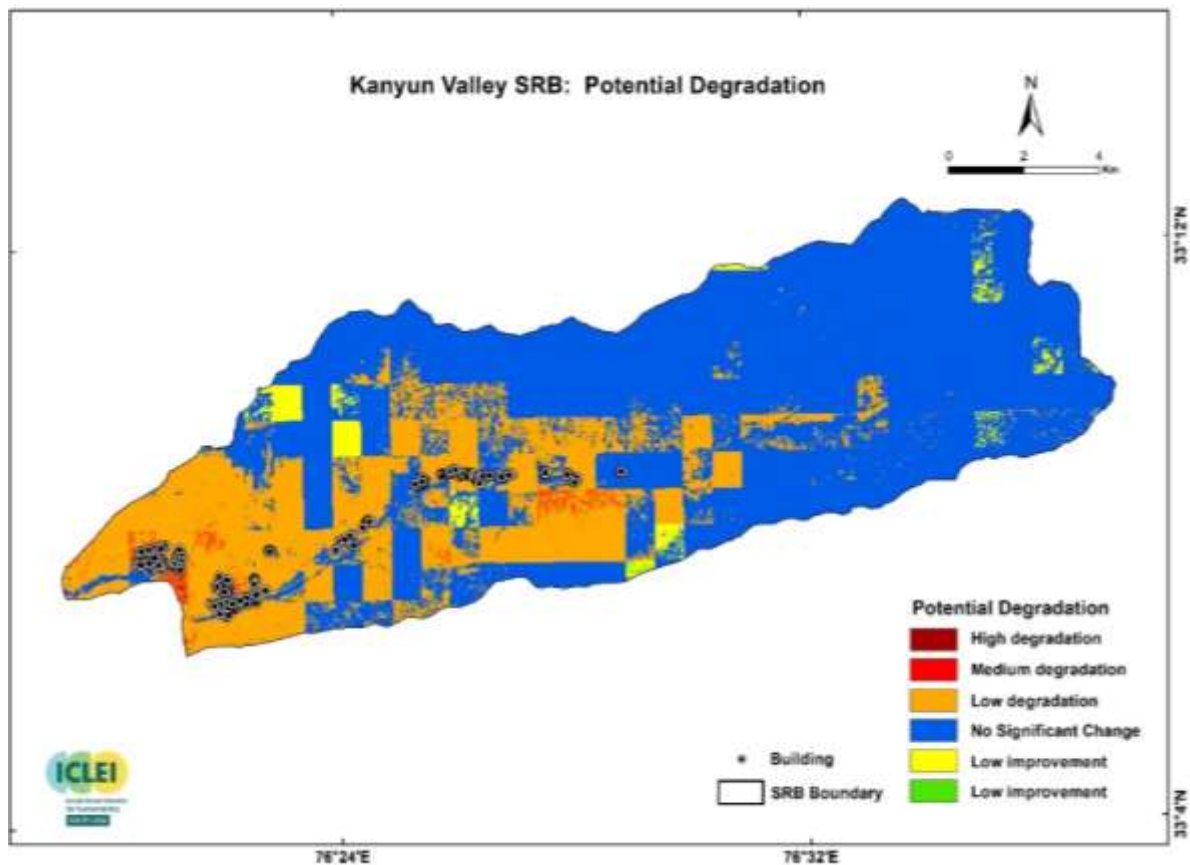 Kanyun Valley SRB: Potential Degradation
N
0 2 4
Km
33°12'N
Potential Degradation
High degradation
Medium degradation
Low degradation
No Significant Change
Low improvement
Low improvement
Building
SRB Boundary
ICLEI
33°4'N
76°24'E 76°32'E